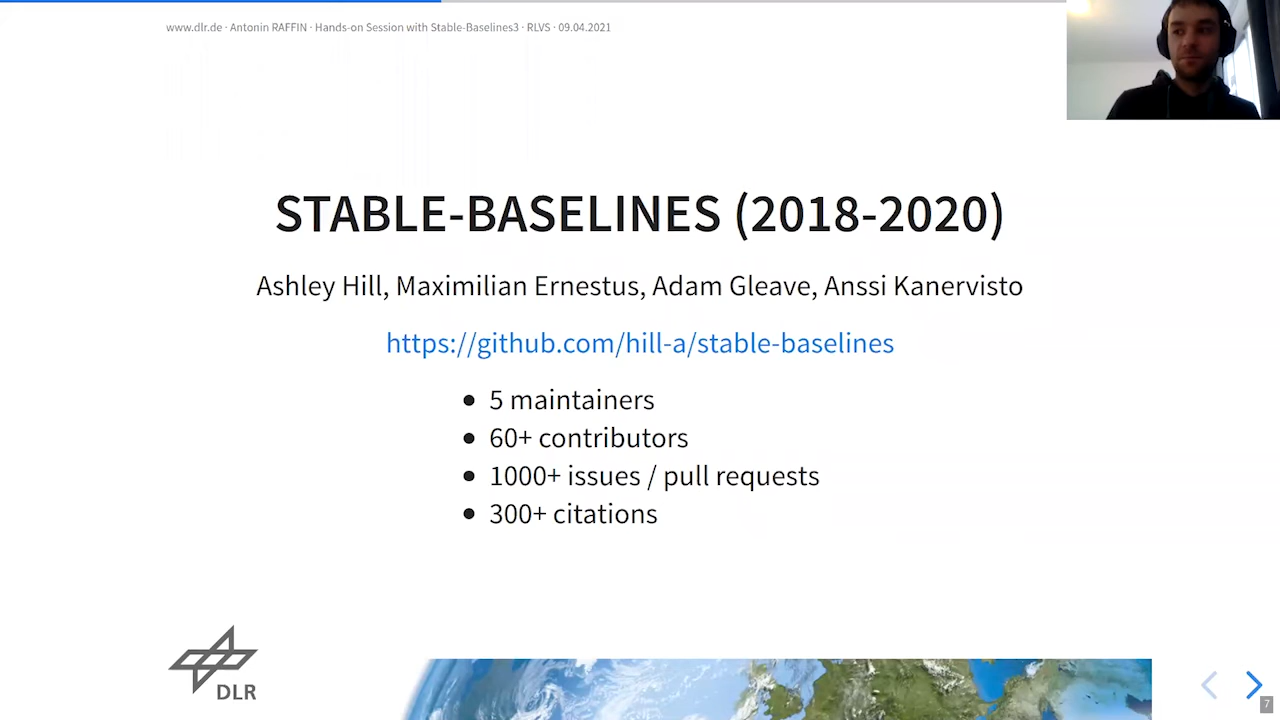 www.dlr.de · Antonin RAFFIN · Hands-on Session with Stable-Baselines3 · RLVS · 09.04.2021
STABLE-BASELINES (2018-2020)
Ashley Hill, Maximilian Ernestus, Adam Gleave, Anssi Kanervisto
https://github.com/hill-a/stable-baselines
• 5 maintainers
• 60+ contributors
• 1000+ issues / pull requests
• 300+ citations
DLR
7